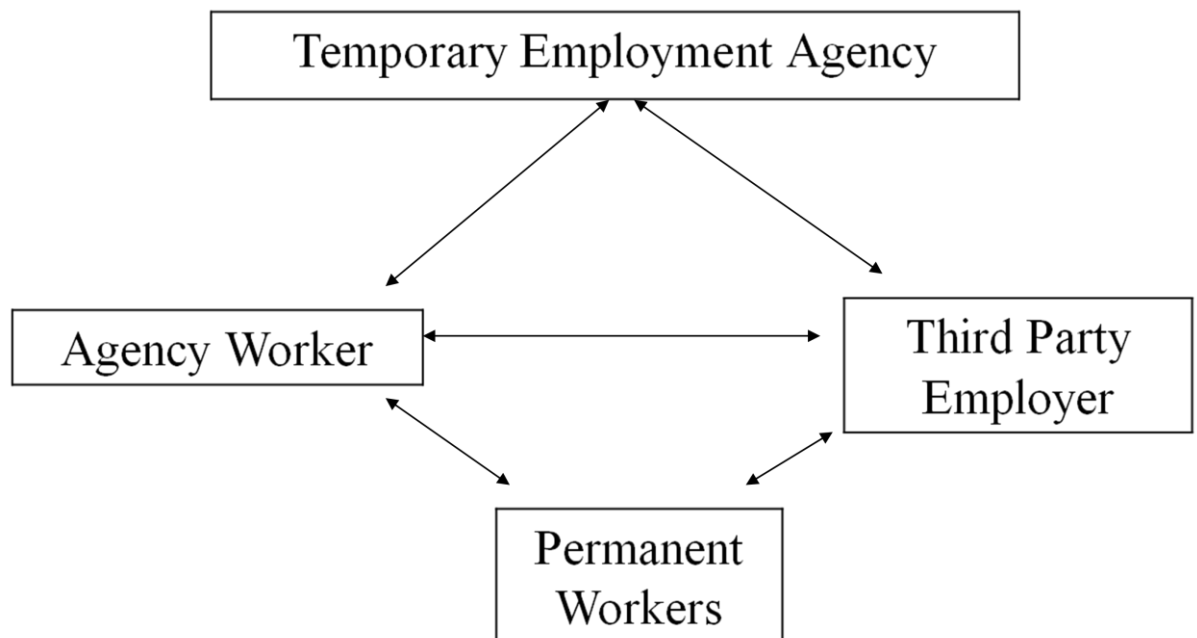 Temporary Employment Agency
Agency Worker
Third Party
Employer
Permanent
Workers